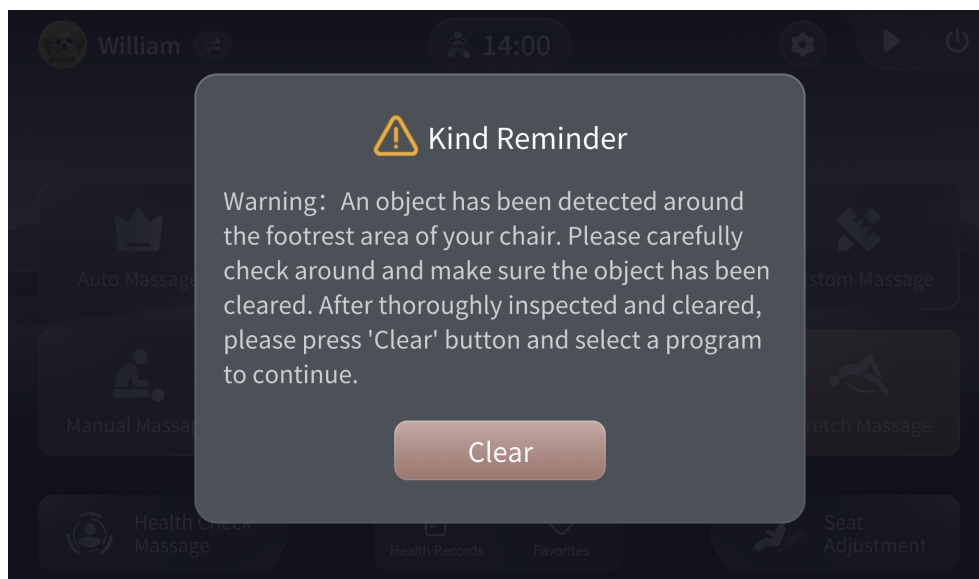 William
14:00
Kind Reminder
Warning：An object has been detected around
the footrest area of your chair. Please carefully
check around and make sure the object has been
cleared. After thoroughly inspected and cleared,
please press 'Clear' button and select a program
to continue.
Clear
Auto Massage
stom Massage
Manual Massag
retch Massage
Health Check
Massage
Health Records
Favorites
Seat
Adjustment